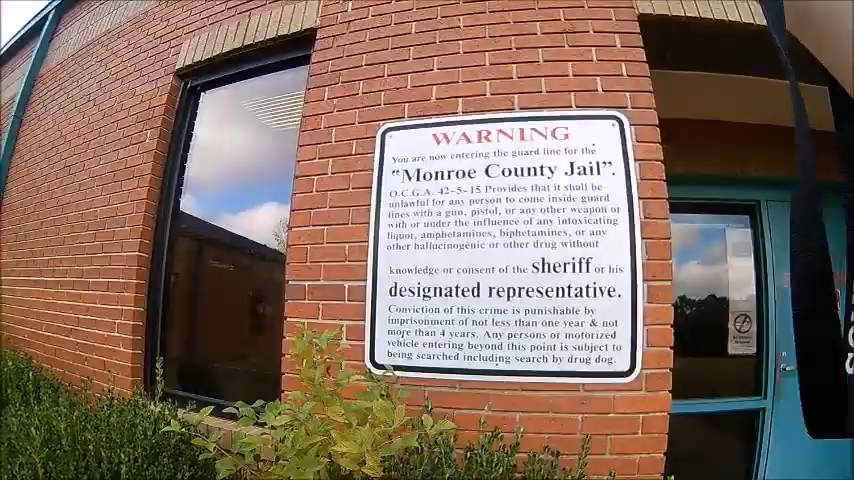 WARNING
You are now entering the guard line for the
"Monroe County Jail".
O.C.G.A. 42-5-15 Provides that it shall be
unlawful for any person to come inside guard
lines with a gun, pistol, or any other weapon or
with or under the influence of any intoxicating
liquor, amphetamines, biphetamines, or any
other hallucinogenic or other drug without
knowledge or consent of the sheriff or his
designated representative.
Conviction of this crime is punishable by
imprisonment of not less than one year & not
more than 4 years. Any persons or motorized
vehicle entering beyond this point is subject to
being searched including search by drug dog.